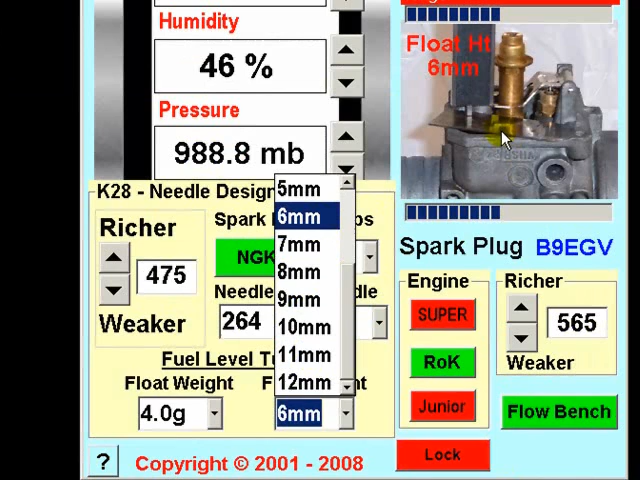 Humidity
46 %
Pressure
988.8 mb
Float Ht
6mm
K28 - Needle Design
Richer
475
Weaker
Spark
NGK
Needle
264
5mm
6mm
7mm
8mm
9mm
10mm
11mm
12mm
Fuel Level
Float Weight
4.0g
6mm
Spark Plug B9EGV
Engine
SUPER
RoK
Junior
Richer
565
Weaker
Flow Bench
Lock
?
Copyright © 2001 - 2008